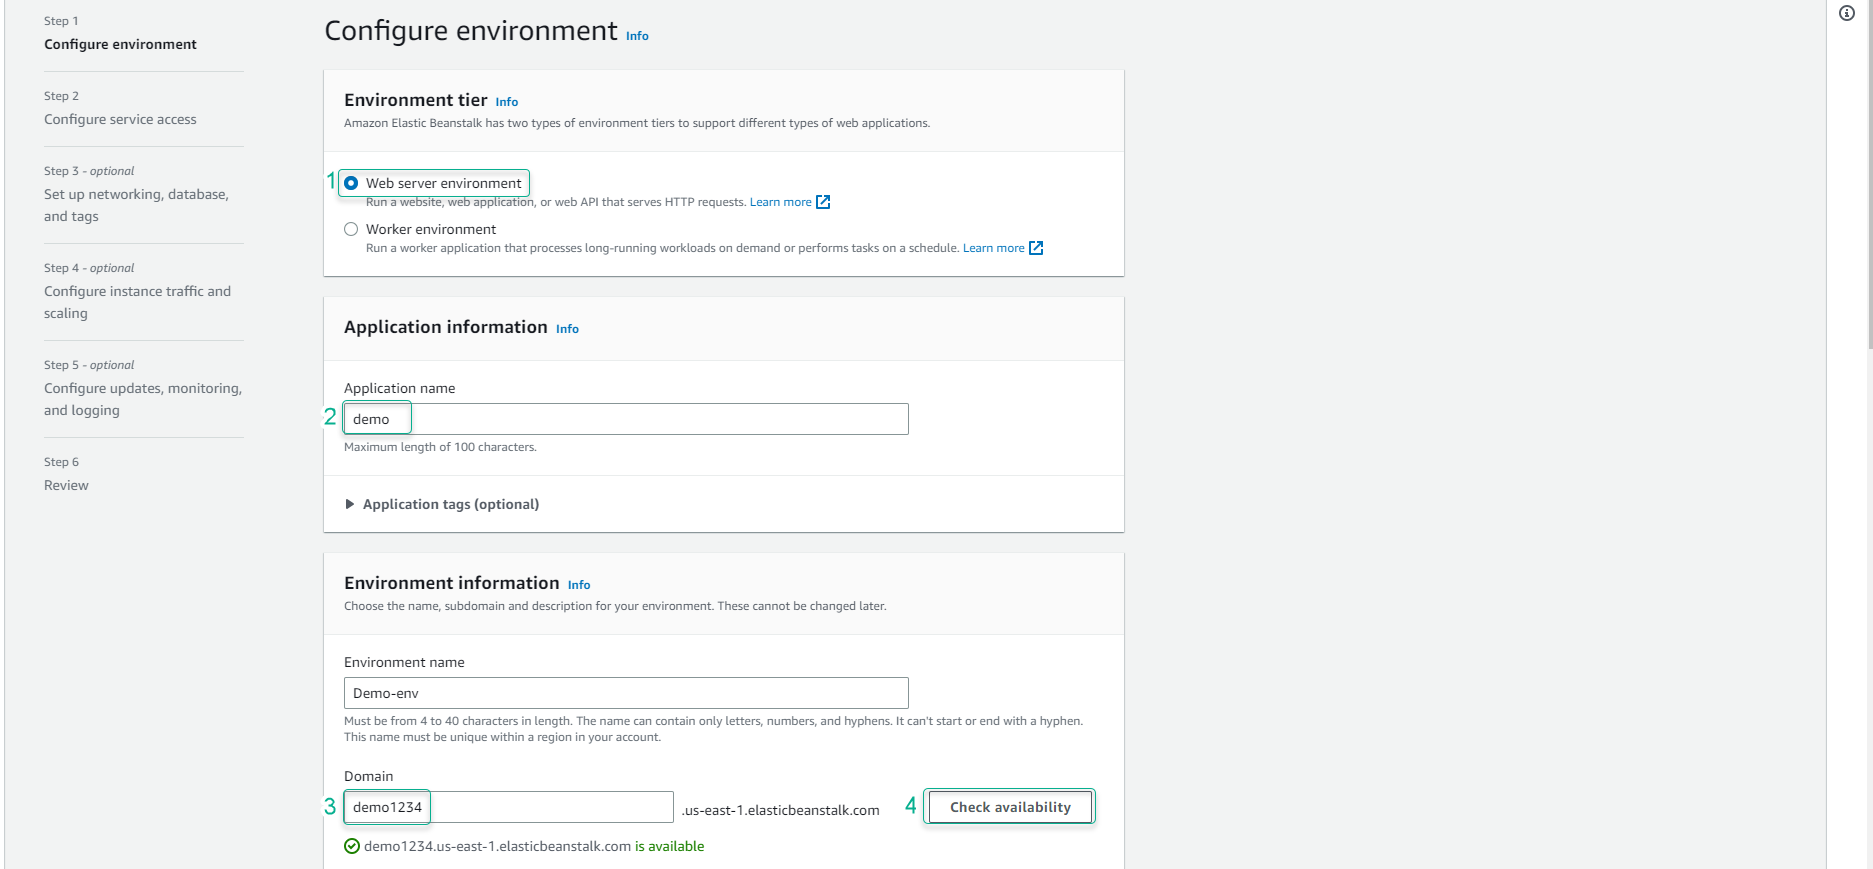 Step 1
Configure environment
Step 2
Configure service access
Step 3 - optional
Set up networking, database,
and tags
Step 4 - optional
Configure instance traffic and
scaling
Step 5 - optional
Configure updates, monitoring,
and logging
Step 6
Review
Configure environment Info
Environment tier Info
Amazon Elastic Beanstalk has two types of environment tiers to support different types of web applications.
1 Web server environment
Run a website, web application, or web API that serves HTTP requests. Learn more
Worker environment
Run a worker application that processes long-running workloads on demand or performs tasks on a schedule. Learn more
Application information Info
Application name
2 demo
Maximum length of 100 characters.
Application tags (optional)
Environment information Info
Choose the name, subdomain and description for your environment. These cannot be changed later.
Environment name
Demo-env
Must be from 4 to 40 characters in length. The name can contain only letters, numbers, and hyphens. It can't start or end with a hyphen.
This name must be unique within a region in your account.
Domain
3 demo1234 .us-east-1.elasticbeanstalk.com 4 Check availability
demo1234.us-east-1.elasticbeanstalk.com is available